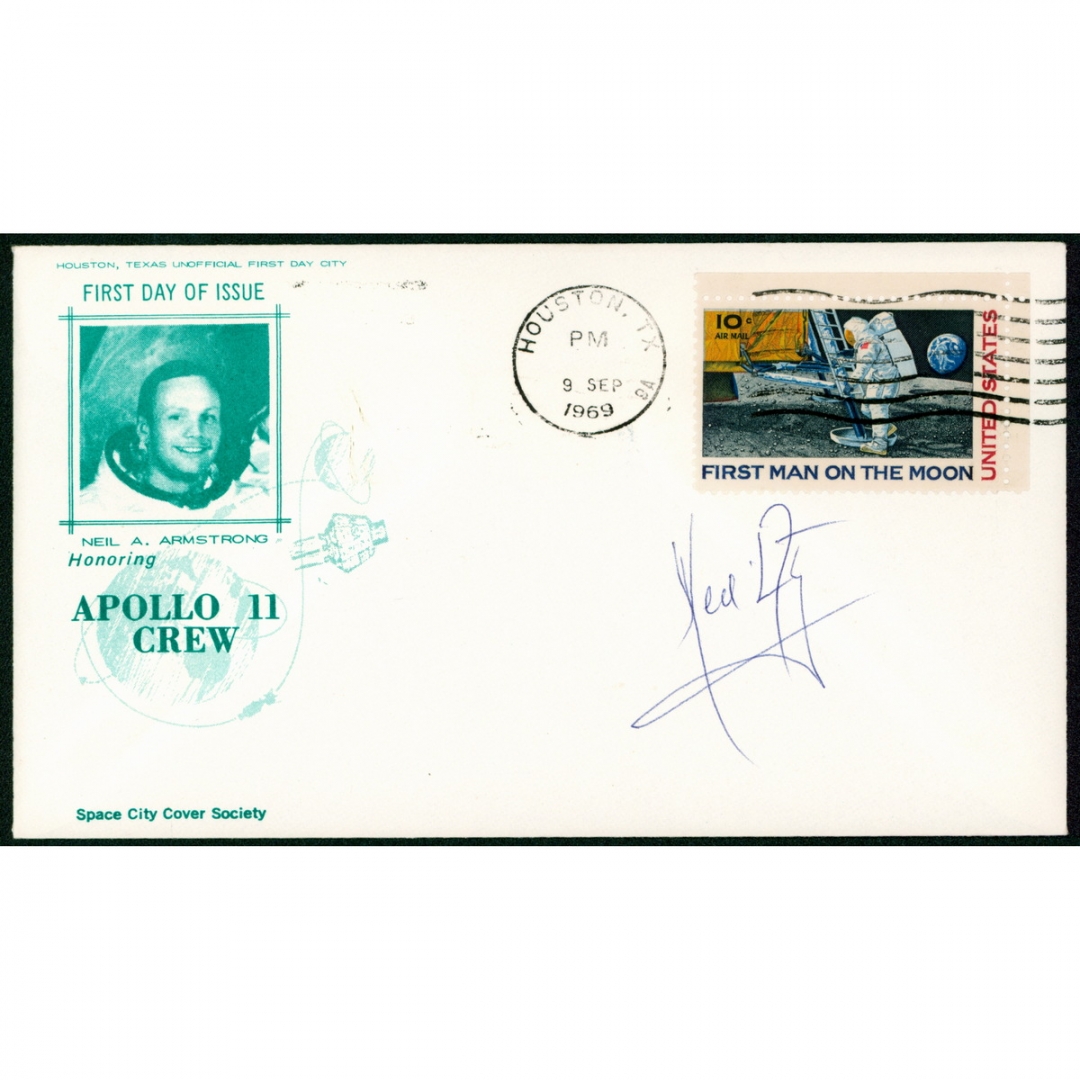 HOUSTON, TEXAS UNOFFICIAL FIRST DAY CITY
FIRST DAY OF ISSUE
NEIL A. ARMSTRONG
Honoring
APOLLO 11
CREW
Space City Cover Society
HOUSTON, TX
PM
9 SEP
1969
10c
AIR MAIL
UNITED STATES
FIRST MAN ON THE MOON
Neil